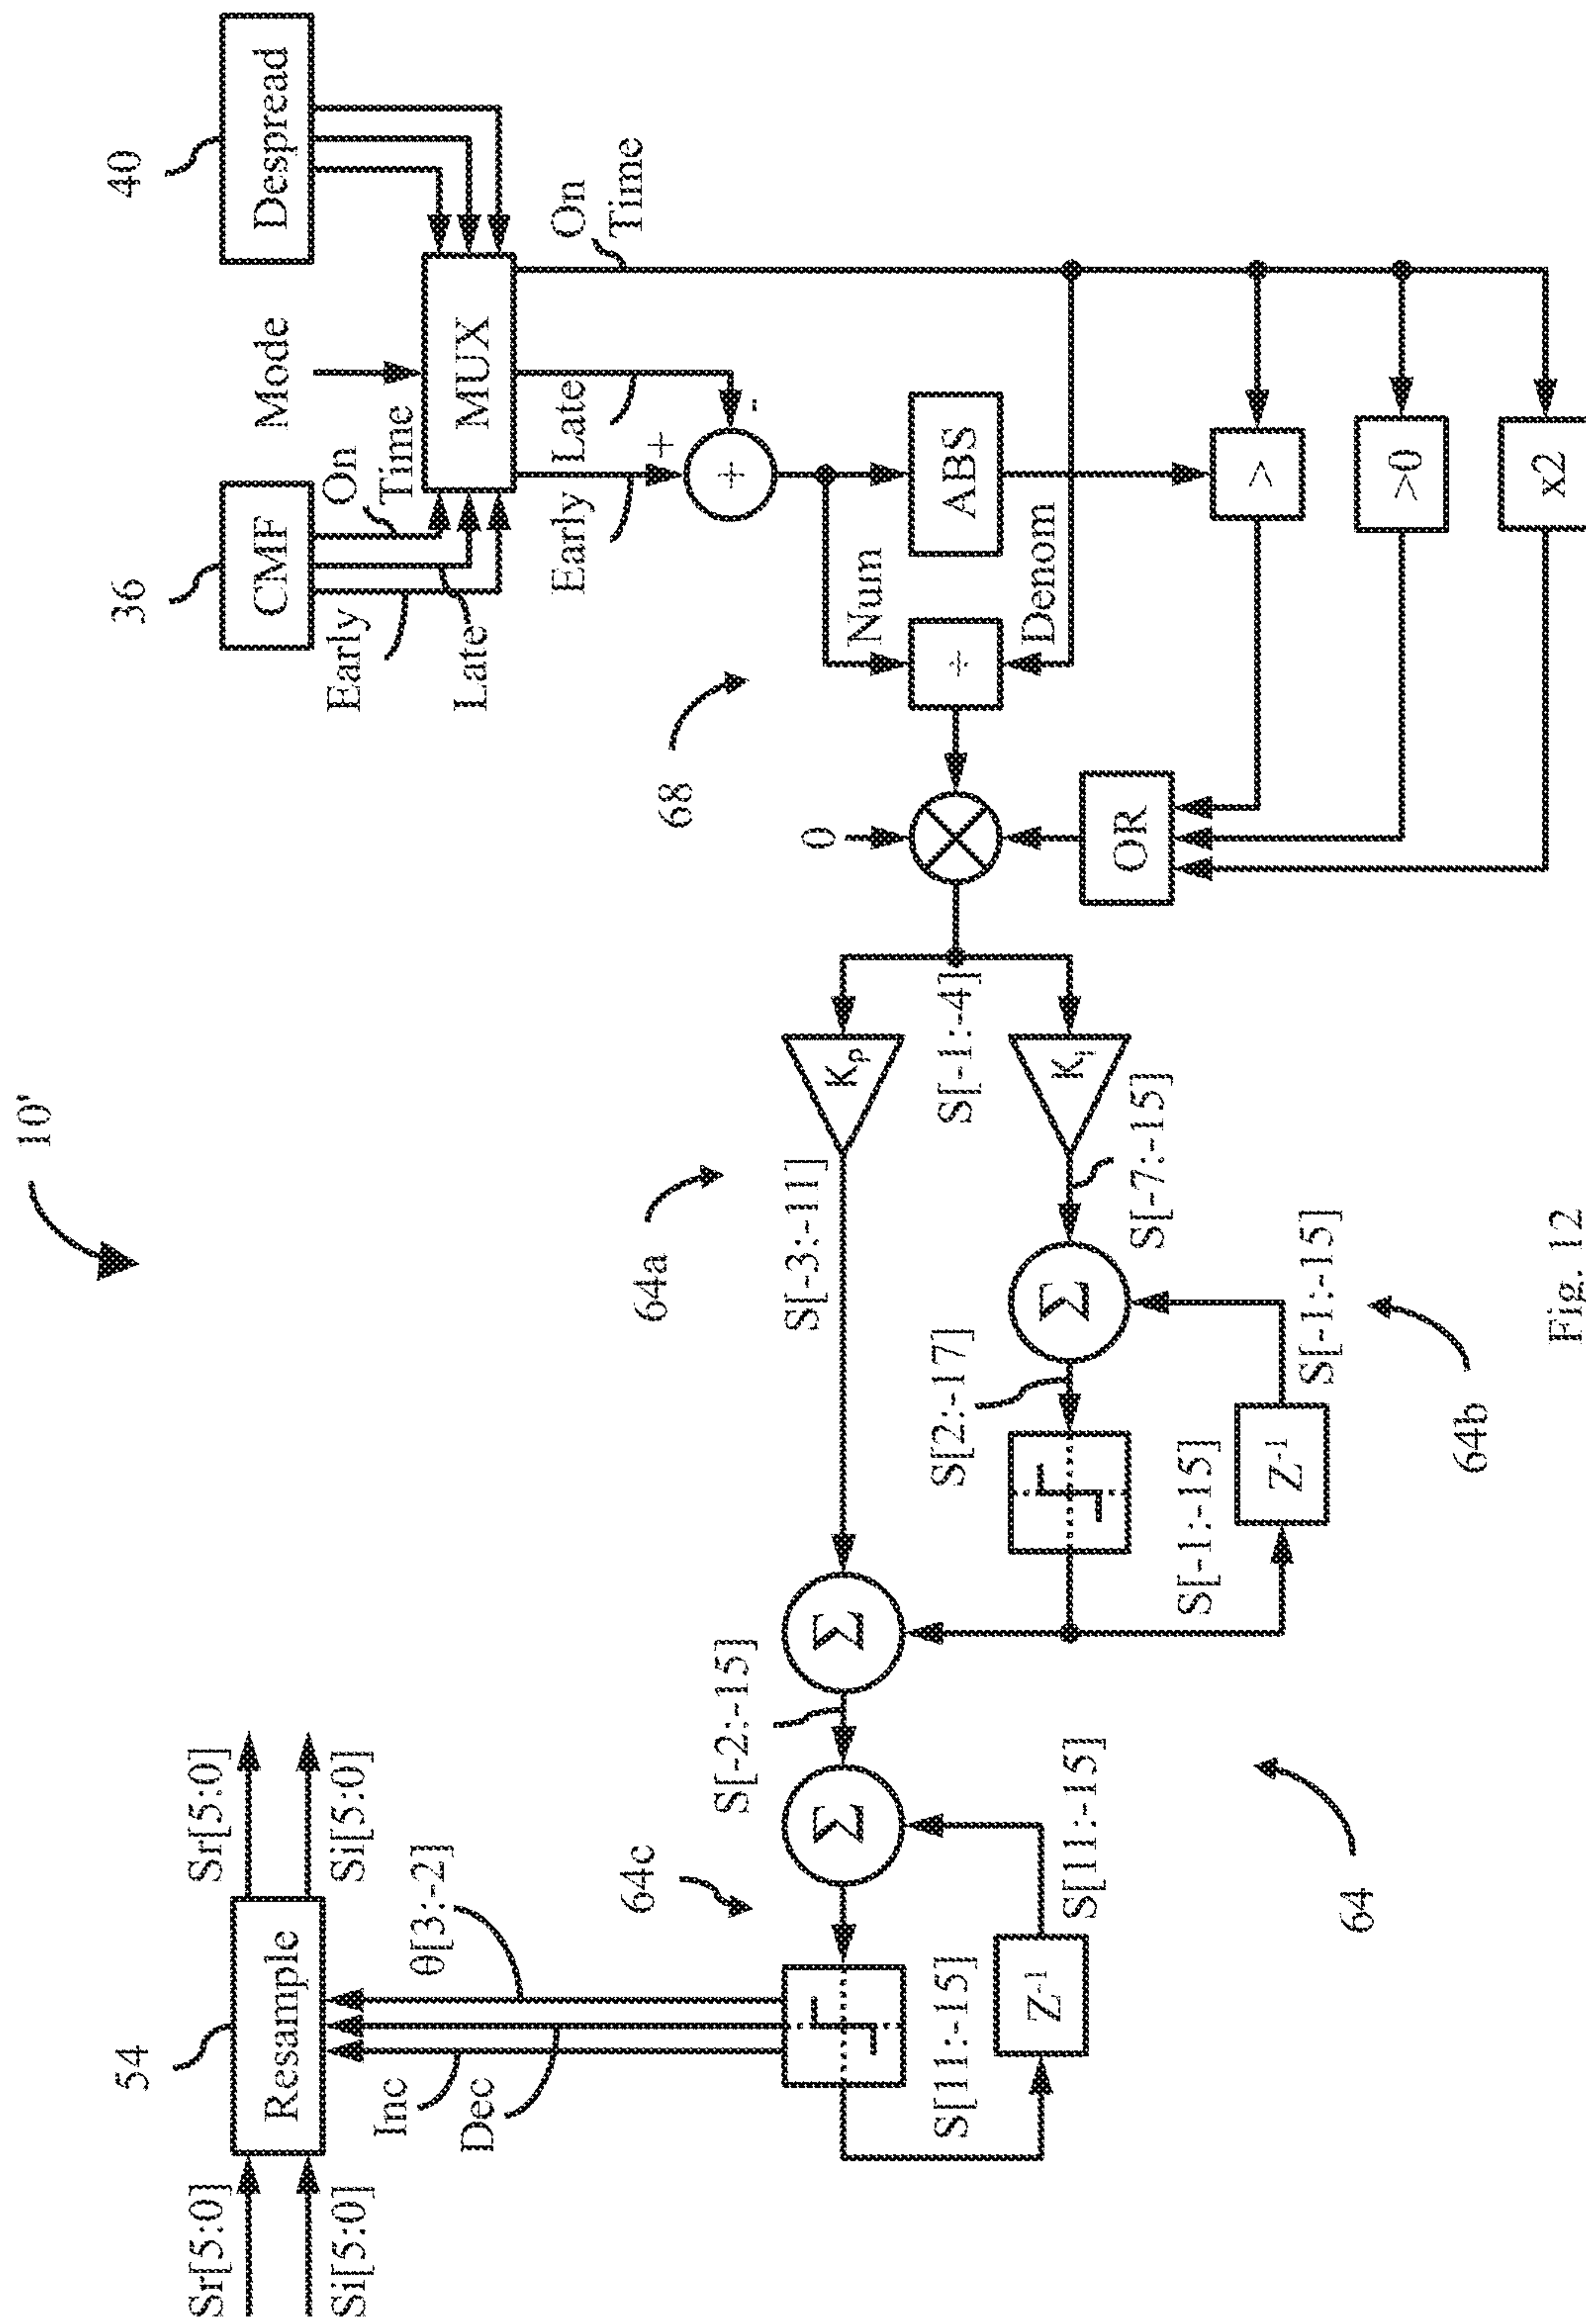 10'
Sr[5:0]
Si[5:0]
54
Resample
Sr[5:0]
Si[5:0]
Inc
Dec
θ[3:-2]
64c
S[11:-15]
Z-1
S[11:-15]
64
Σ
S[-2:-15]
Σ
S[-3:-11]
64a
Kp
S[-1:-4]
Ki
S[-7:-15]
Σ
S[2:-17]
S[-1:-15]
Z-1
S[-1:-15]
64b
36
CMF
Early
Late
On
Time
Mode
40
Despread
MUX
On
Time
Early
Late
+
-
+
68
Num
ABS
÷
Denom
0
OR
>
>0
x2
Fig. 12